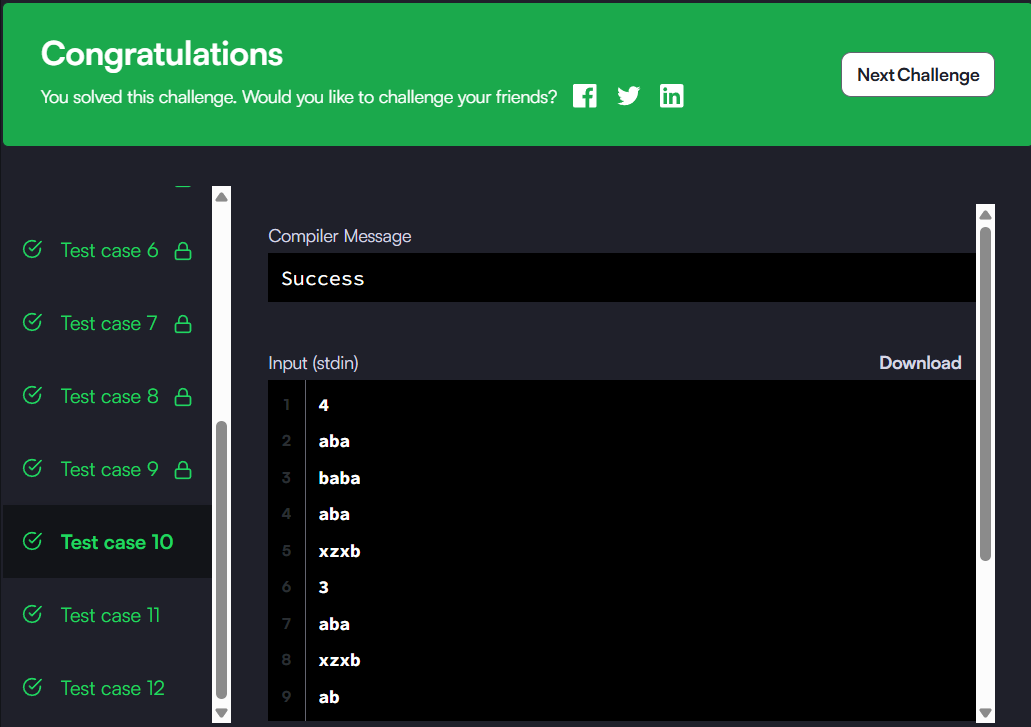 Congratulations
You solved this challenge. Would you like to challenge your friends?
Next Challenge
Test case 6
Test case 7
Test case 8
Test case 9
Test case 10
Test case 11
Test case 12
Compiler Message
Success
Input (stdin)
Download
1 4
2 aba
3 baba
4 aba
5 xzxb
6 3
7 aba
8 xzxb
9 ab